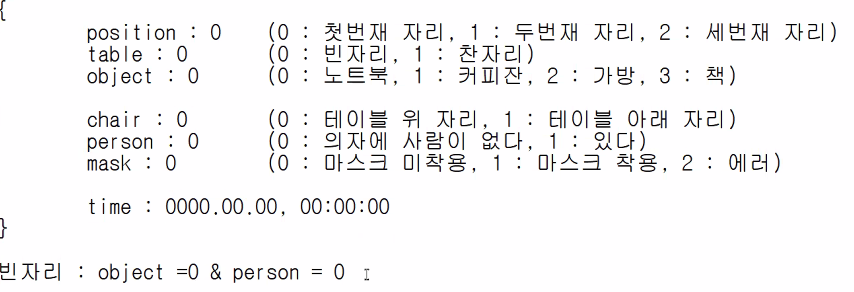 {
position : 0 (0 : 첫번재 자리, 1 : 두번재 자리, 2 : 세번재 자리)
table : 0 (0 : 빈자리, 1 : 찬자리)
object : 0 (0 : 노트북, 1 : 커피잔, 2 : 가방, 3 : 책)
chair : 0 (0 : 테이블 위 자리, 1 : 테이블 아래 자리)
person : 0 (0 : 의자에 사람이 없다, 1 : 있다)
mask : 0 (0 : 마스크 미착용, 1 : 마스크 착용, 2 : 에러)
time : 0000.00.00, 00:00:00
}
빈자리 : object =0 & person = 0